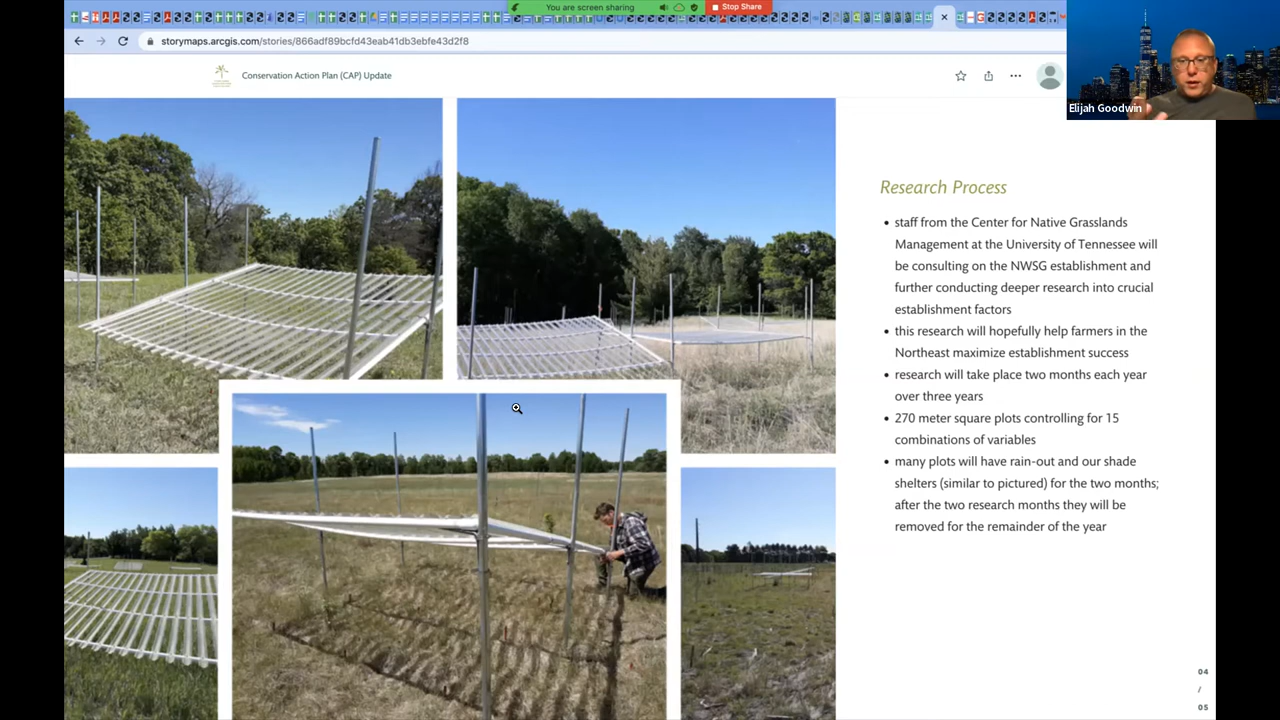 You are screen sharing
Stop Share
storymaps.arcgis.com/stories/866adf89bcfd43eab41db3ebfe43d2f8
Conservation Action Plan (CAP) Update
Elijah Goodwin
Research Process
• staff from the Center for Native Grasslands
Management at the University of Tennessee will
be consulting on the NWSG establishment and
further conducting deeper research into crucial
establishment factors
• this research will hopefully help farmers in the
Northeast maximize establishment success
• research will take place two months each year
over three years
• 270 meter square plots controlling for 15
combinations of variables
• many plots will have rain-out and our shade
shelters (similar to pictured) for the two months;
after the two research months they will be
removed for the remainder of the year
04
/
05